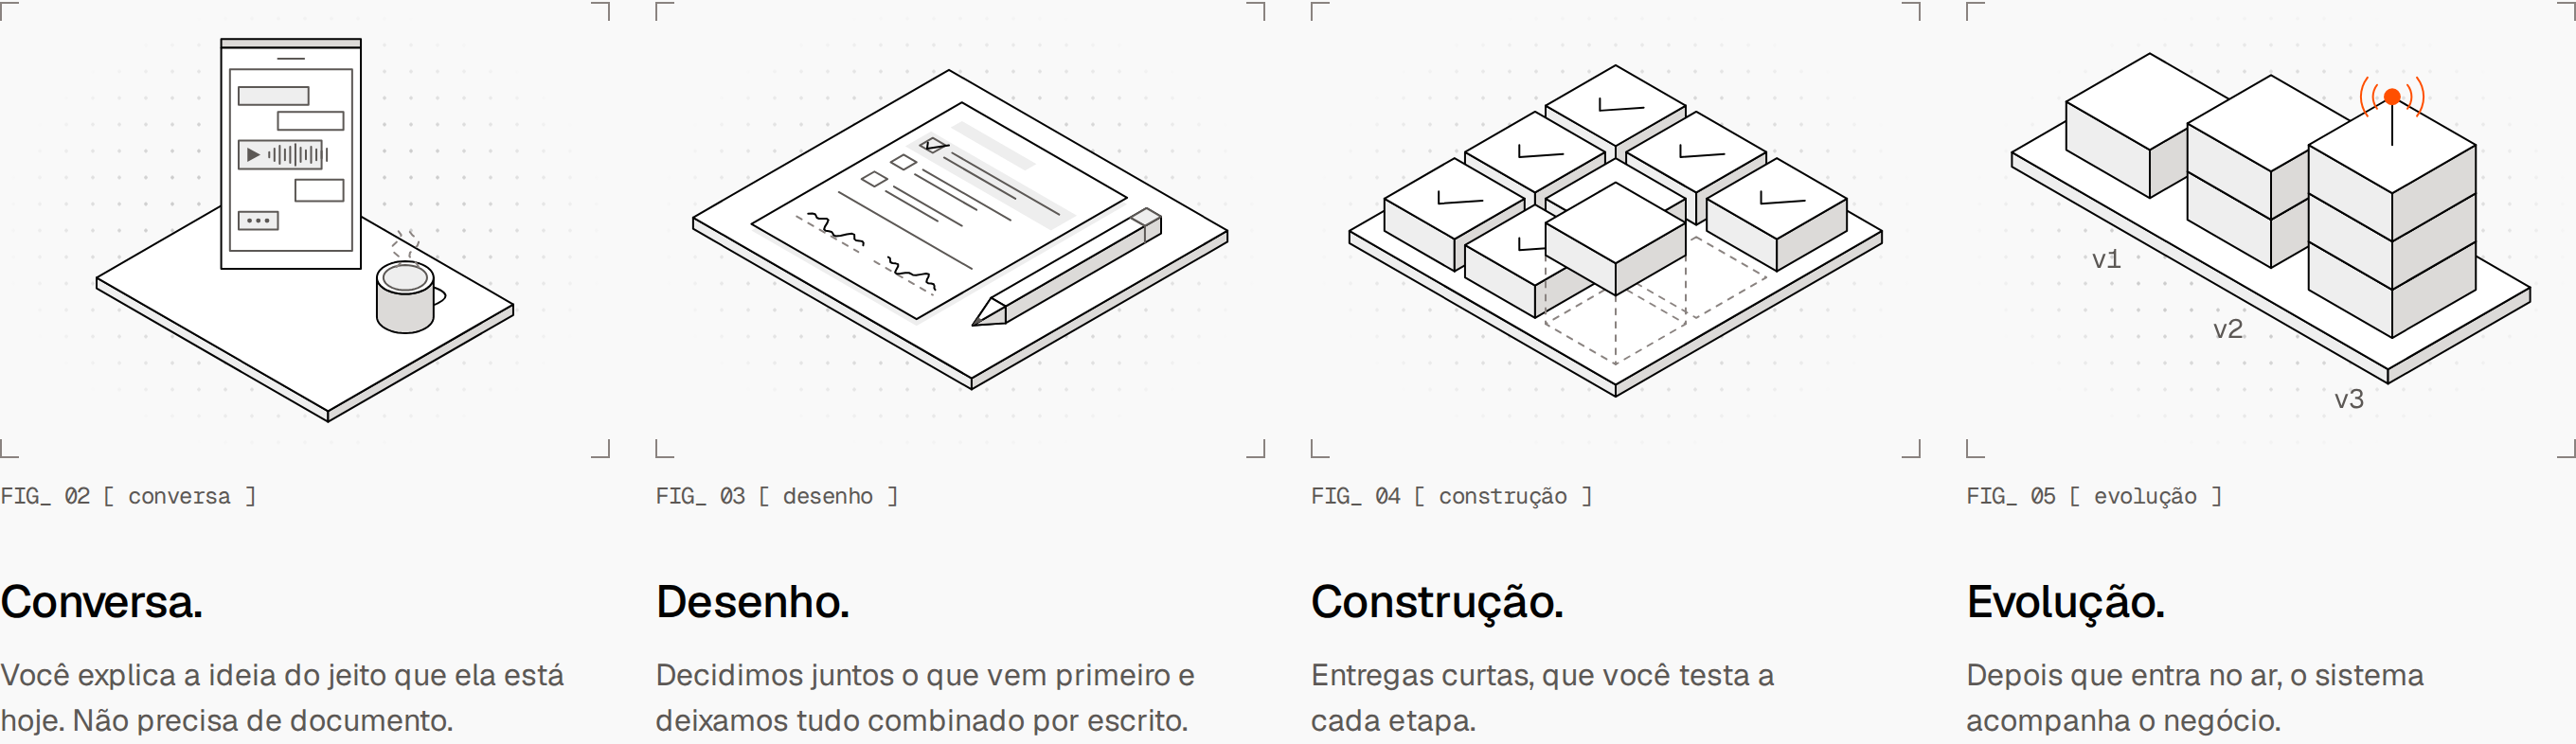 v1
v2
v3
FIG_ 02 [ conversa ]
FIG_ 03 [ desenho ]
FIG_ 04 [ construção ]
FIG_ 05 [ evolução ]
Conversa.
Você explica a ideia do jeito que ela está
hoje. Não precisa de documento.
Desenho.
Decidimos juntos o que vem primeiro e
deixamos tudo combinado por escrito.
Construção.
Entregas curtas, que você testa a
cada etapa.
Evolução.
Depois que entra no ar, o sistema
acompanha o negócio.